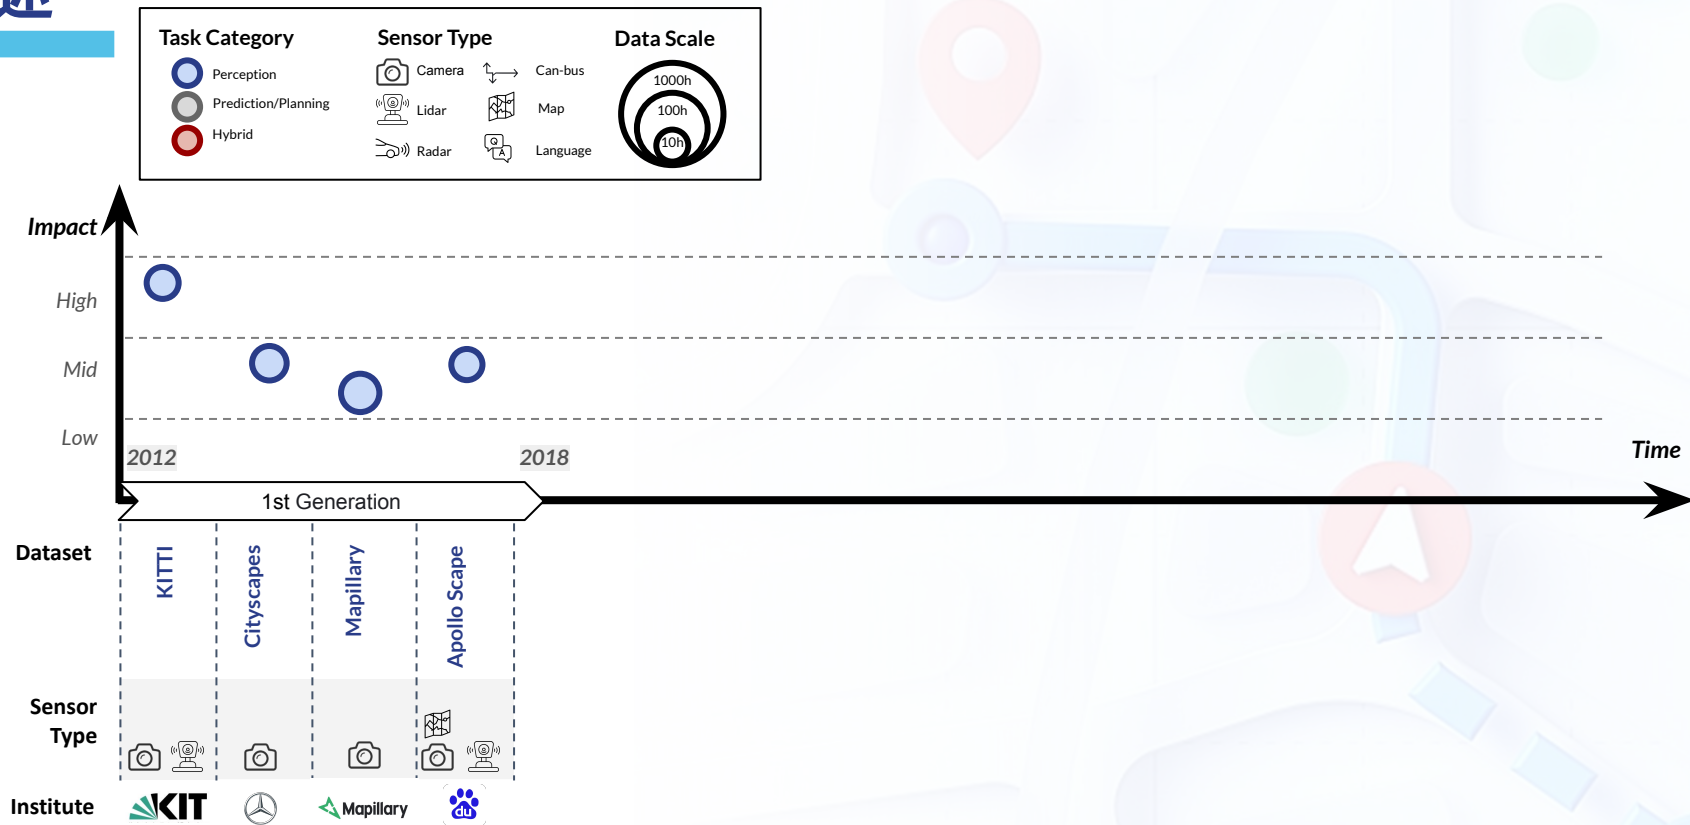 Task Category
Perception
Prediction/Planning
Hybrid
Sensor Type
Camera
Can-bus
Lidar
Map
Radar
Q
A
Language
Data Scale
1000h
100h
10h
Impact
High
Mid
Low
2012
2018
Time
1st Generation
Dataset
KITTI
Cityscapes
Mapillary
Apollo Scape
Sensor
Type
Institute
KIT
Mapillary
du